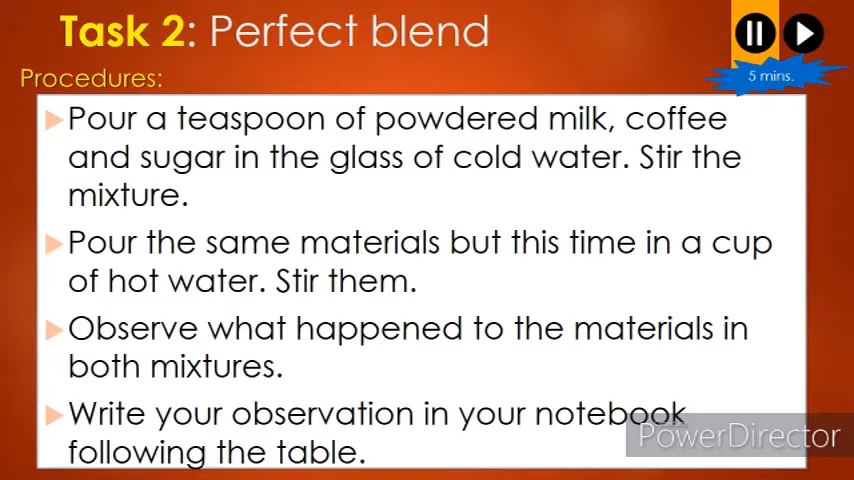 Task 2: Perfect blend
5 mins.
Procedures:
Pour a teaspoon of powdered milk, coffee
and sugar in the glass of cold water. Stir the
mixture.
Pour the same materials but this time in a cup
of hot water. Stir them.
Observe what happened to the materials in
both mixtures.
Write your observation in your notebook
following the table.
PowerDirector